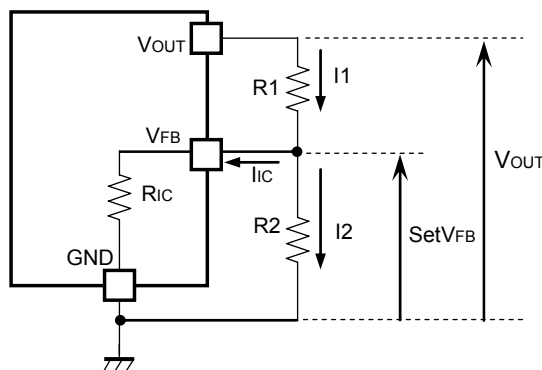 VOUT
R1
I1
VFB
IIC
VOUT
RIC
R2
I2
SetVFB
GND